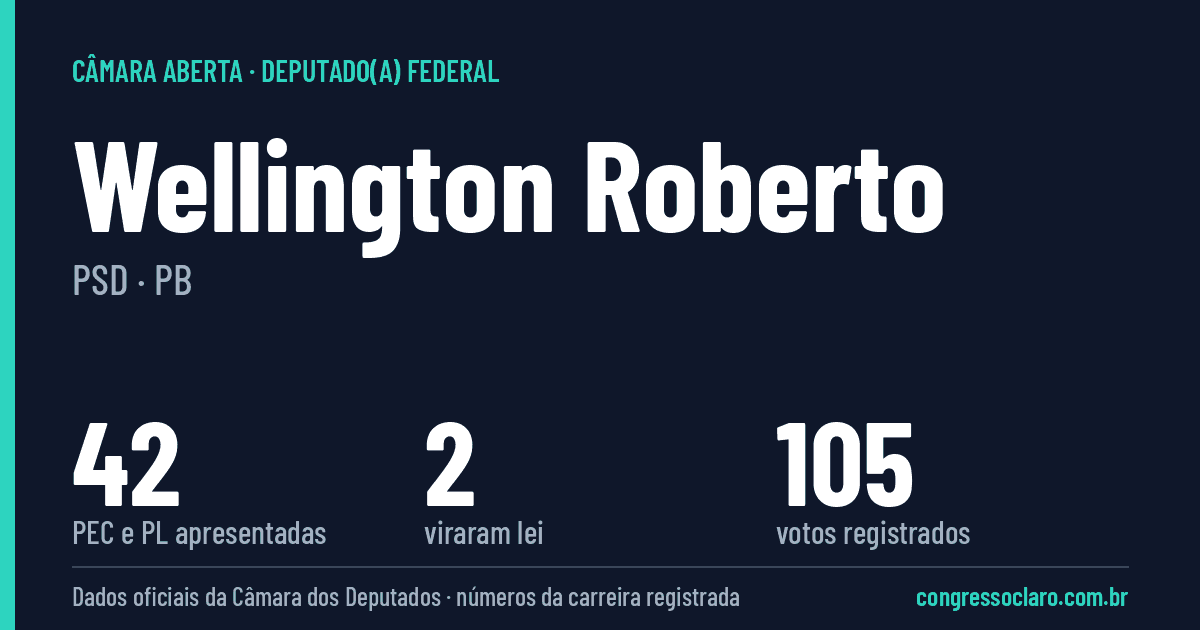 CÂMARA ABERTA · DEPUTADO(A) FEDERAL
Wellington Roberto
PSD · PB
42 2 105
PEC e PL apresentadas viraram lei votos registrados
Dados oficiais da Câmara dos Deputados · números da carreira registrada congressoclaro.com.br